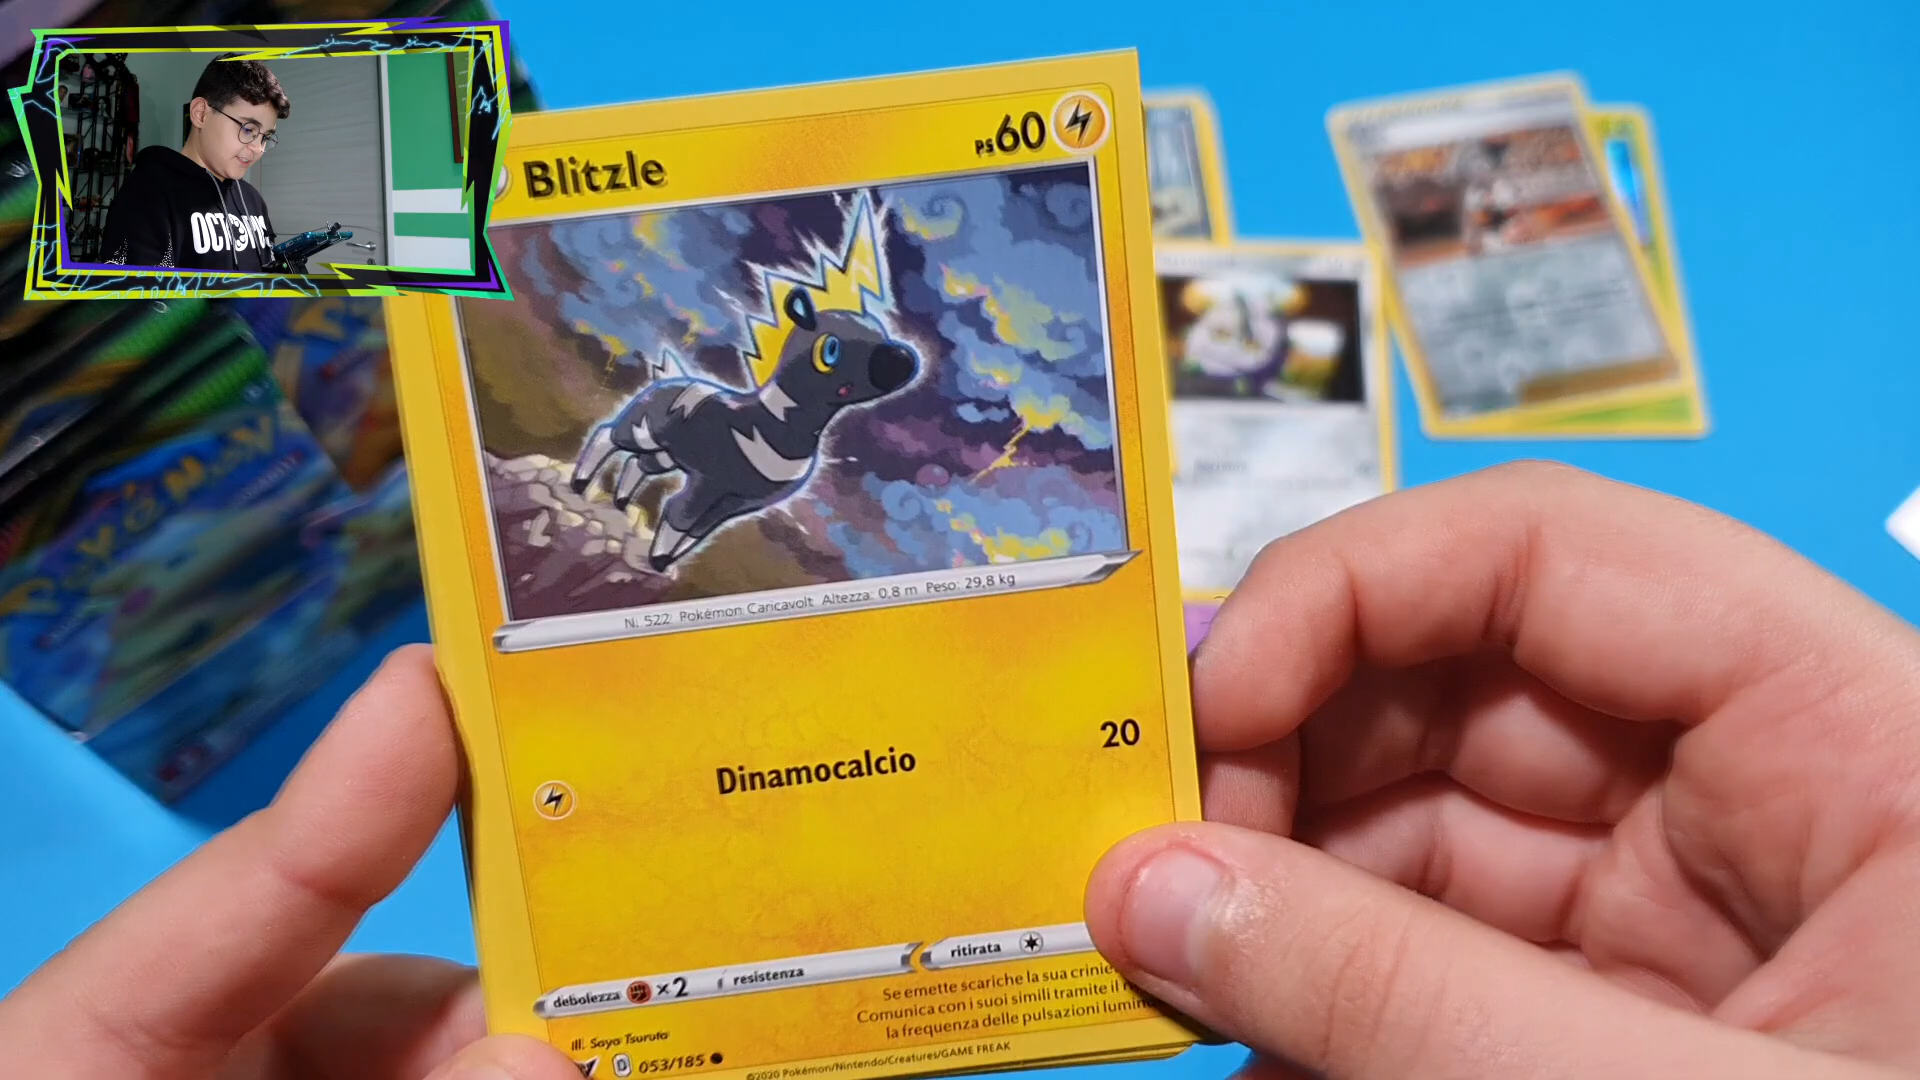 OCT
Blitzle
PS60
N. 522 Pokémon Caricavolt Altezza: 0,8 m Peso: 29,8 kg
Dinamocalcio
20
debolezza ×2 resistenza ritirata
Se emette scariche la sua
Comunica con i suoi simili tramite il
la frequenza delle pulsazioni
Ill. Saya Tsuruta
D 053/185
©2020 Pokémon/Nintendo/Creatures/GAME FREAK
POKÉMON